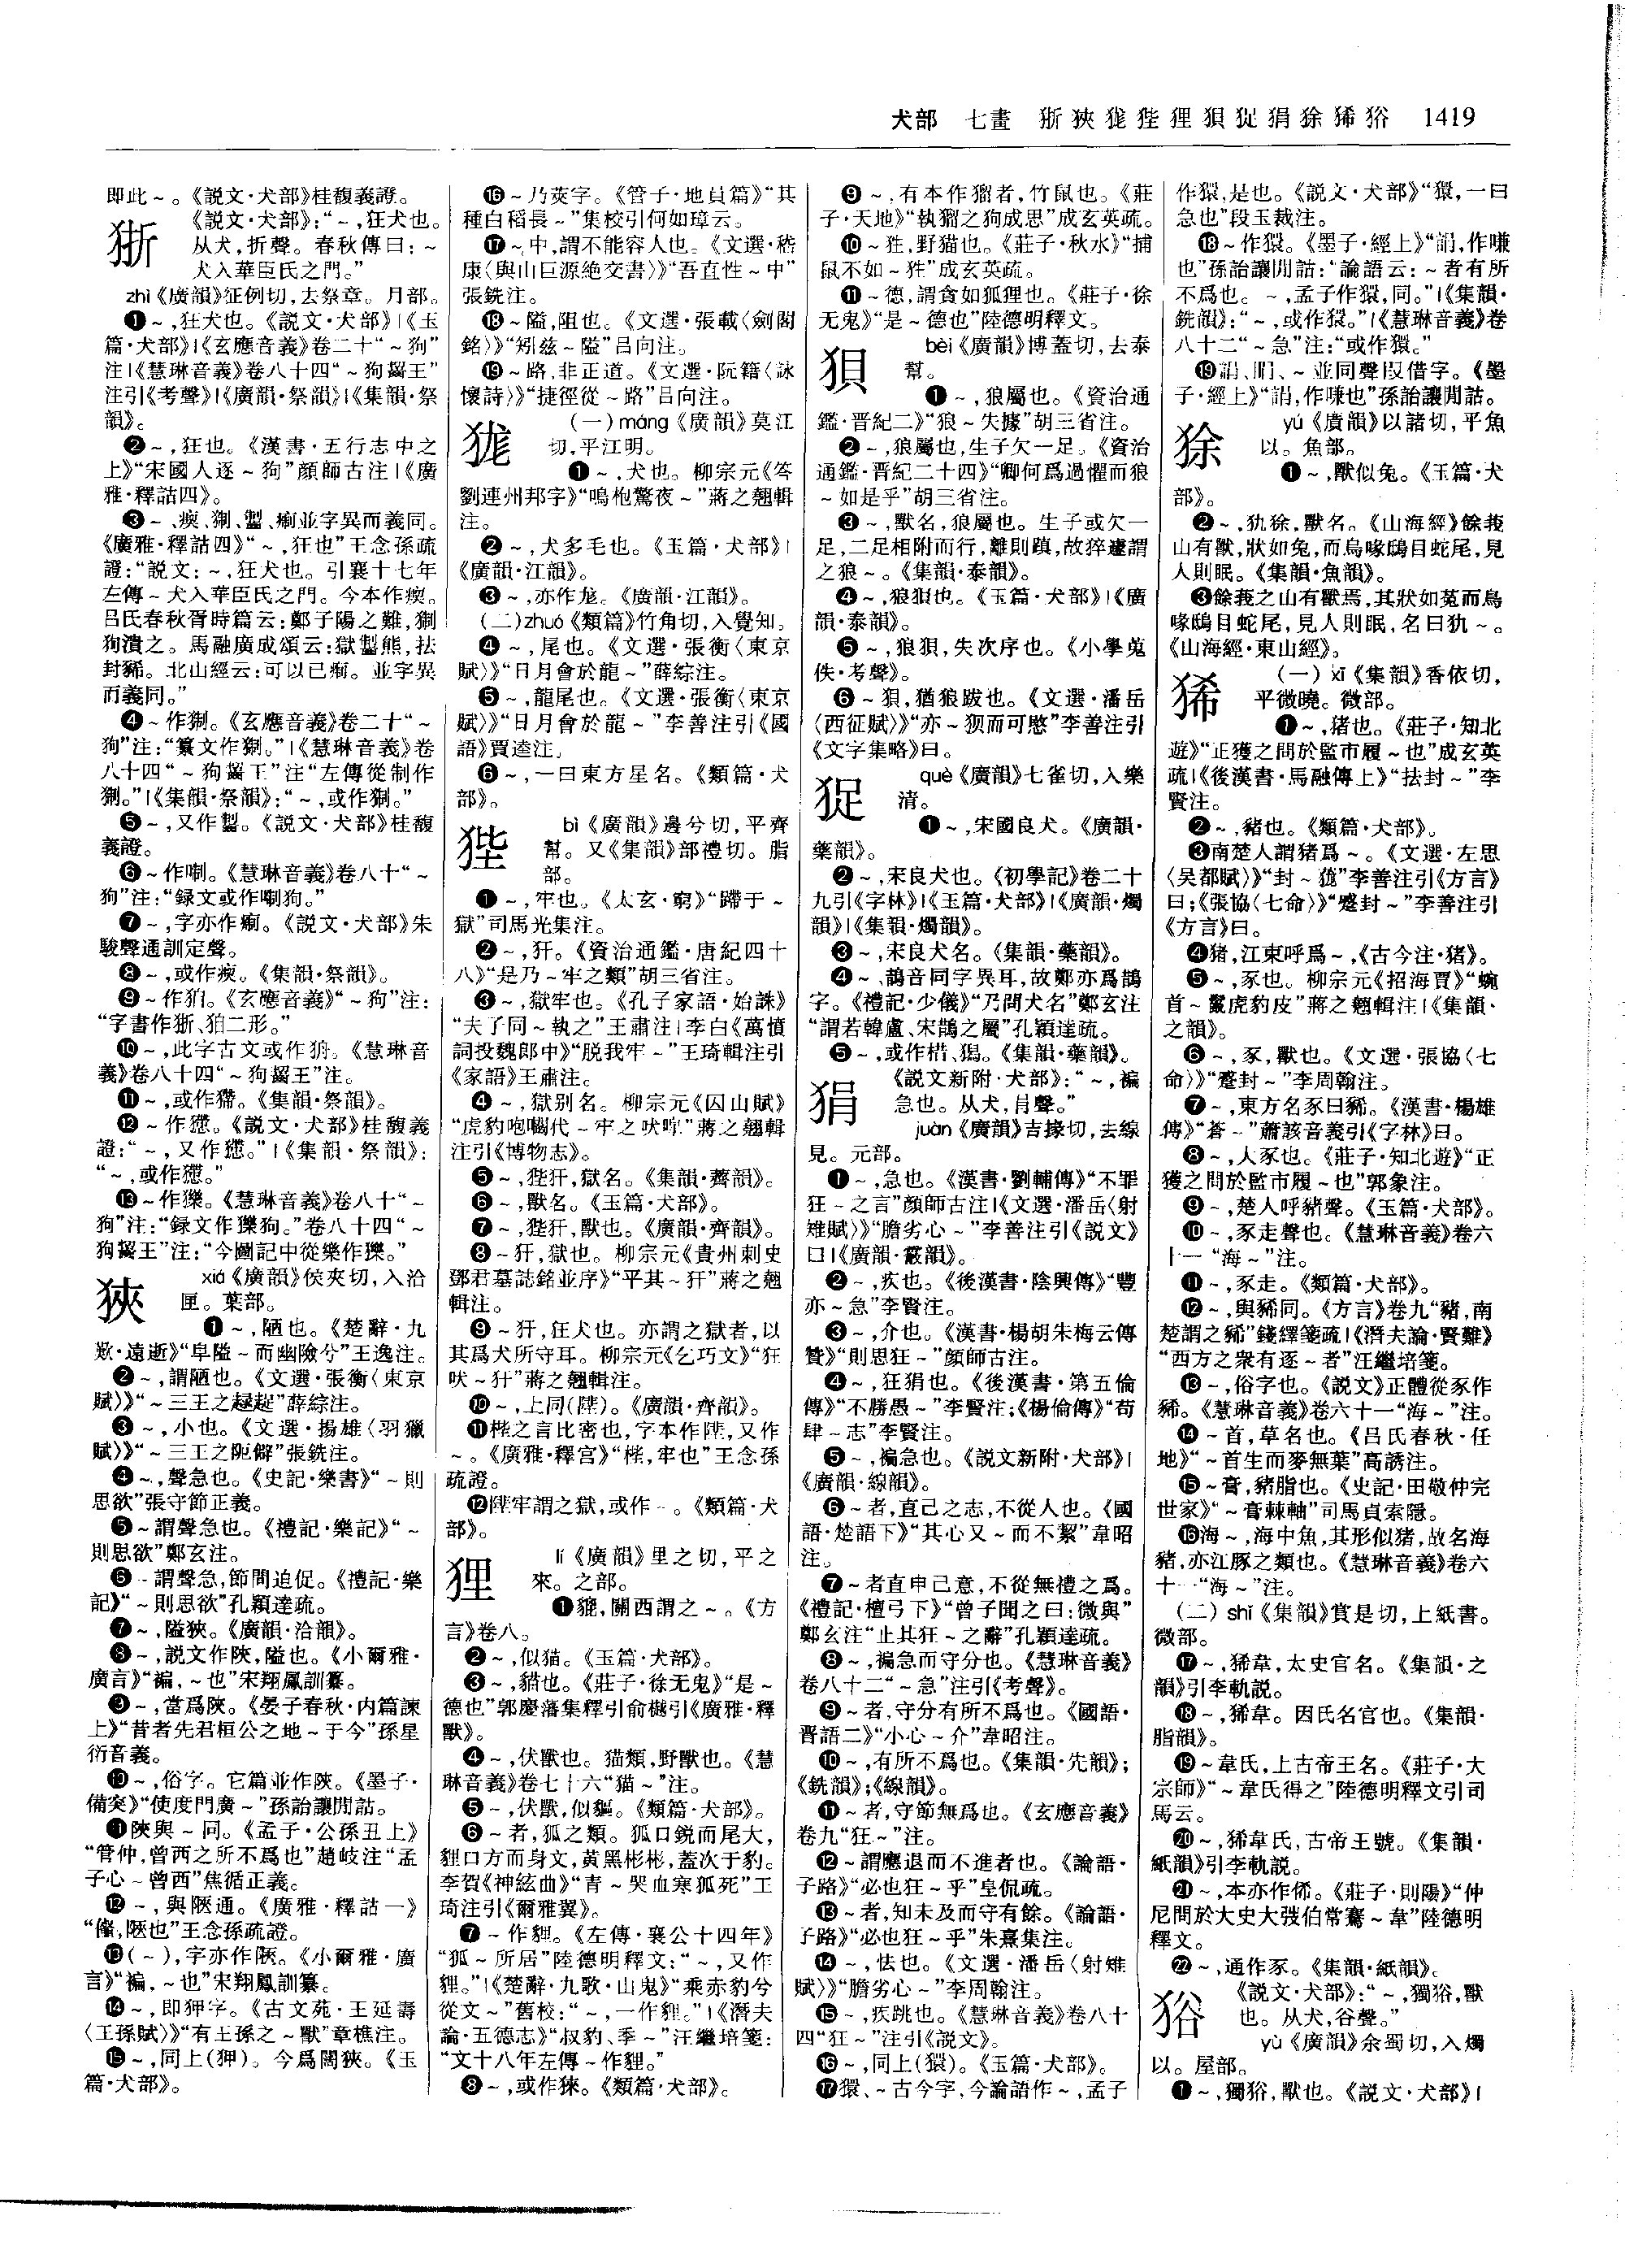 犬部 七畫 狾狹狵狴狸狽猠狷狳狶㺄 1419
即此~。《説文·犬部》桂馥義證。
狾
《説文·犬部》:“~,狂犬也。
从犬,折聲。春秋傳曰:~
犬入華臣氏之門。”
zhì《廣韻》征例切,去祭章。月部。
❶~,狂犬也。《説文·犬部》|《玉
篇·犬部》|《玄應音義》卷二十“~狗”
注|《慧琳音義》卷八十四“~狗齧王”
注引《考聲》|《廣韻·祭韻》|《集韻·祭
韻》。
❷~,狂也。《漢書·五行志中之
上》“宋國人逐~狗”顔師古注|《廣
雅·釋詁四》。
❸~、瘈、猘、㹜、瘌並字異而義同。
《廣雅·釋詁四》“~,狂也”王念孫疏
證:“説文:~,狂犬也。引襄十七年
左傳~犬入華臣氏之門。今本作瘈。
吕氏春秋胥時篇云:鄭子陽之難,猘
狗潰之。馬融廣成頌云:獄㹜熊,抾
封豨。北山經云:可以已瘌。並字異
而義同。”
❹~作猘。《玄應音義》卷二十“~
狗”注:“纂文作猘。”|《慧琳音義》卷
八十四“~狗齧王”注“左傳從制作
猘。”|《集韻·祭韻》:“~,或作猘。”
❺~,又作㹜。《説文·犬部》桂馥
義證。
❻~作唰。《慧琳音義》卷八十“~
狗”注:“録文或作唰狗。”
❼~,字亦作瘌。《説文·犬部》朱
駿聲通訓定聲。
❽~,或作瘈。《集韻·祭韻》。
❾~作狛。《玄應音義》“~狗”注:
“字書作狾、狛二形。”
❿~,此字古文或作。《慧琳音
義》卷八十四“~狗齧王”注。
⓫~,或作㹛。《集韻·祭韻》。
⓬~作㹛。《説文·犬部》桂馥義
證:“~,又作。”|《集韻·祭韻》:
“~,或作。”
⓭~作㹰。《慧琳音義》卷八十“~
狗”注:“録文作㹰狗。”卷八十四“~
狗齧王”注:“今圖記中從樂作㹰。”
狹
xiá《廣韻》侯夾切,入洽
匣。葉部。
❶~,陋也。《楚辭·九
歎·遠逝》“阜隘~而幽險兮”王逸注。
❷~,謂陋也。《文選·張衡〈東京
賦〉》“~三王之趢趗”薛綜注。
❸~,小也。《文選·揚雄〈羽獵
賦〉》“~三王之阨僻”張銑注。
❹~,聲急也。《史記·樂書》“~則
思欲”張守節正義。
❺~謂聲急也。《禮記·樂記》“~
則思欲”鄭玄注。
❻~謂聲急,節間迫促。《禮記·樂
記》“~則思欲”孔穎達疏。
❼~,隘狹。《廣韻·洽韻》。
❽~,説文作陜,隘也。《小爾雅·
廣言》“褊,~也”宋翔鳳訓纂。
❾~,當爲陜。《晏子春秋·内篇諫
上》“昔者先君桓公之地~于今”孫星
衍音義。
❿~,俗字。它篇並作陜。《墨子·
備突》“使度門廣~”孫詒讓閒詁。
⓫陜與~同。《孟子·公孫丑上》
“管仲,曾西之所不爲也”趙岐注“孟
子心~曾西”焦循正義。
⓬~,與陿通。《廣雅·釋詁一》
“,陿也”王念孫疏證。
⓭(~),字亦作陿。《小爾雅·廣
言》“褊,~也”宋翔鳳訓纂。
⓮~,即狎字。《古文苑·王延壽
〈王孫賦〉》“有王孫之~獸”章樵注。
⓯~,同上(狎)。今爲闊狹。《玉
篇·犬部》。
⓰~乃莢字。《管子·地員篇》“其
種白稻長~”集校引何如璋云。
⓱~中,謂不能容人也。《文選·嵇
康〈與山巨源絶交書〉》“吾直性~中”
張銑注。
⓲~隘,阻也。《文選·張載〈劍閣
銘〉》“矧兹~隘”吕向注。
⓳~路,非正道。《文選·阮籍〈詠
懷詩〉》“捷徑從~路”吕向注。
狵
(一)máng《廣韻》莫江
切,平江明。
❶~,犬也。柳宗元《答
劉連州邦字》“鳴枹驚夜~”蔣之翹輯
注。
❷~,犬多毛也。《玉篇·犬部》|
《廣韻·江韻》。
❸~,亦作尨。《廣韻·江韻》。
(二)zhuó《類篇》竹角切,入覺知。
❹~,尾也。《文選·張衡〈東京
賦〉》“日月會於龍~”薛綜注。
❺~,龍尾也。《文選·張衡〈東京
賦〉》“日月會於龍~”李善注引《國
語》賈逵注。
❻~,一曰東方星名。《類篇·犬
部》。
狴
bì《廣韻》邊兮切,平齊
幫。又《集韻》部禮切。脂
部。
❶~,牢也。《太玄·窮》“蹛于~
獄”司馬光集注。
❷~,犴。《資治通鑑·唐紀四十
八》“是乃~牢之類”胡三省注。
❸~,獄牢也。《孔子家語·始誅》
“夫子同~執之”王肅注|李白《萬憤
詞投魏郎中》“脱我牢~”王琦輯注引
《家語》王肅注。
❹~,獄别名。柳宗元《囚山賦》
“虎豹咆㘚代~牢之吠嘷”蔣之翹輯
注引《博物志》。
❺~,狴犴,獄名。《集韻·薺韻》。
❻~,獸名。《玉篇·犬部》。
❼~,狴犴,獸也。《廣韻·齊韻》。
❽~犴,獄也。柳宗元《貴州刺史
鄧君墓誌銘並序》“平其~犴”蔣之翹
輯注。
❾~犴,狂犬也。亦謂之獄者,以
其爲犬所守耳。柳宗元《乞巧文》“狂
吠~犴”蔣之翹輯注。
❿~,上同(陛)。《廣韻·齊韻》。
⓫梐之言比密也,字本作陛,又作
~。《廣雅·釋宫》“梐,牢也”王念孫
疏證。
⓬陛牢謂之獄,或作~。《類篇·犬
部》。
狸
lí《廣韻》里之切,平之
來。之部。
❶貔,關西謂之~。《方
言》卷八。
❷~,似猫。《玉篇·犬部》。
❸~,貓也。《莊子·徐无鬼》“是~
德也”郭慶藩集釋引俞樾引《廣雅·釋
獸》。
❹~,伏獸也。猫類,野獸也。《慧
琳音義》卷七十六“猫~”注。
❺~,伏獸,似貙。《類篇·犬部》。
❻~者,狐之類。狐口鋭而尾大,
貍口方而身文,黄黑彬彬,蓋次于豹。
李賀《神絃曲》“青~哭血寒狐死”王
琦注引《爾雅翼》。
❼~作貍。《左傳·襄公十四年》
“狐~所居”陸德明釋文:“~,又作
貍。”|《楚辭·九歌·山鬼》“乘赤豹兮
從文~”舊校:“~,一作貍。”|《潛夫
論·五德志》“叔豹、季~”汪繼培箋:
“文十八年左傳~作貍。”
❽~,或作猍。《類篇·犬部》。
❾~,有本作㹨者,竹鼠也。《莊
子·天地》“執㹨之狗成思”成玄英疏。
❿~狌,野猫也。《莊子·秋水》“捕
鼠不如~狌”成玄英疏。
⓫~德,謂貪如狐狸也。《莊子·徐
无鬼》“是~德也”陸德明釋文。
狽
bèi《廣韻》博蓋切,去泰
幫。
❶~,狼屬也。《資治通
鑑·晋紀二》“狼~失據”胡三省注。
❷~,狼屬也,生子欠一足。《資治
通鑑·晋紀二十四》“卿何爲過懼而狼
~如是乎”胡三省注。
❸~,獸名,狼屬也。生子或欠一
足,二足相附而行,離則蹎,故猝遽謂
之狼~。《集韻·泰韻》。
❹~,狼狽也。《玉篇·犬部》|《廣
韻·泰韻》。
❺~,狼狽,失次序也。《小學蒐
佚·考聲》。
❻~狽,猶狼跋也。《文選·潘岳
〈西征賦〉》“亦~狽而可愍”李善注引
《文字集略》曰。
què《廣韻》七雀切,入藥
清。
❶~,宋國良犬。《廣韻·
藥韻》。
❷~,宋良犬也。《初學記》卷二十
九引《字林》|《玉篇·犬部》|《廣韻·燭
韻》|《集韻·燭韻》。
❸~,宋良犬名。《集韻·藥韻》。
❹~、鵲音同字異耳,故鄭亦爲鵲
字。《禮記·少儀》“乃問犬名”鄭玄注
“謂若韓盧、宋鵲之屬”孔穎達疏。
❺~,或作猎、獡。《集韻·藥韻》。
狷
《説文新附·犬部》:“~,褊
急也。从犬,肙聲。”
juàn《廣韻》吉掾切,去線
見。元部。
❶~,急也。《漢書·劉輔傳》“不罪
狂~之言”顔師古注|《文選·潘岳〈射
雉賦〉》“膽劣心~”李善注引《説文》
曰|《廣韻·霰韻》。
❷~,疾也。《後漢書·陰興傳》“豐
亦~急”李賢注。
❸~,介也。《漢書·楊胡朱梅云傳
贊》“則思狂~”顔師古注。
❹~,狂狷也。《後漢書·第五倫
傳》“不勝愚~”李賢注;《楊倫傳》“苟
肆~志”李賢注。
❺~,褊急也。《説文新附·犬部》|
《廣韻·線韻》。
❻~者,直己之志,不從人也。《國
語·楚語下》“其心又~而不絜”韋昭
注。
❼~者直申己意,不從無禮之爲。
《禮記·檀弓下》“曾子聞之曰:微與”
鄭玄注“止其狂~之辭”孔穎達疏。
❽~,褊急而守分也。《慧琳音義》
卷八十二“~急”注引《考聲》。
❾~者,守分有所不爲也。《國語·
晋語二》“小心~介”韋昭注。
❿~,有所不爲也。《集韻·先韻》;
《銑韻》;《線韻》。
⓫~者,守節無爲也。《玄應音義》
卷九“狂~”注。
⓬~謂應退而不進者也。《論語·
子路》“必也狂~乎”皇侃疏。
⓭~者,知未及而守有餘。《論語·
子路》“必也狂~乎”朱熹集注。
⓮~,怯也。《文選·潘岳〈射雉
賦〉》“膽劣心~”李周翰注。
⓯~,疾跳也。《慧琳音義》卷八十
四“狂~”注引《説文》。
⓰~,同上(獧)。《玉篇·犬部》。
⓱獧、~古今字,今論語作~,孟子
作獧,是也。《説文·犬部》“獧,一曰
急也”段玉裁注。
⓲~作獧。《墨子·經上》“䛓,作嗛
也”孫詒讓閒詁:“論語云:~者有所
不爲也。~,孟子作獧,同。”|《集韻·
銑韻》:“~,或作獧。”|《慧琳音義》卷
八十二“~急”注:“或作獧。”
⓳䛓、䏍、~並同聲叚借字。《墨
子·經上》“䛓,作嗛也”孫詒讓閒詁。
狳
yú《廣韻》以諸切,平魚
以。魚部。
❶~,獸似兔。《玉篇·犬
部》。
❷~,犰狳,獸名。《山海經》餘莪
山有獸,狀如兔,而鳥喙鴟目蛇尾,見
人則眠。《集韻·魚韻》。
❸餘莪之山有獸焉,其狀如菟而鳥
喙鴟目蛇尾,見人則眠,名曰犰~。
《山海經·東山經》。
狶
(一)xī《集韻》香依切,
平微曉。微部。
❶~,猪也。《莊子·知北
遊》“正獲之問於監市履~也”成玄英
疏|《後漢書·馬融傳上》“抾封~”李
賢注。
❷~,豬也。《類篇·犬部》。
❸南楚人謂猪爲~。《文選·左思
〈吴都賦〉》“封~㺐”李善注引《方言》
曰;《張協〈七命〉》“蹙封~”李善注引
《方言》曰。
❹猪,江東呼爲~,《古今注·猪》。
❺~,豕也。柳宗元《招海賈》“蜿
首~鬣虎豹皮”蔣之翹輯注|《集韻·
之韻》。
❻~,豕,獸也。《文選·張協〈七
命〉》“蹙封~”李周翰注。
❼~,東方名豕曰豨。《漢書·楊雄
傳》“蒼~”蕭該音義引《字林》曰。
❽~,大豕也。《莊子·知北遊》“正
獲之問於監市履~也”郭象注。
❾~,楚人呼豬聲。《玉篇·犬部》。
❿~,豕走聲也。《慧琳音義》卷六
十一“海~”注。
⓫~,豕走。《類篇·犬部》。
⓬~,與豨同。《方言》卷九“豬,南
楚謂之豨”錢繹箋疏|《潛夫論·賢難》
“西方之衆有逐~者”汪繼培箋。
⓭~,俗字也。《説文》正體從豕作
豨。《慧琳音義》卷六十一“海~”注。
⓮~首,草名也。《吕氏春秋·任
地》“~首生而麥無葉”高誘注。
⓯~膏,豬脂也。《史記·田敬仲完
世家》“~膏棘軸”司馬貞索隱。
⓰海~,海中魚,其形似猪,故名海
豬,亦江豚之類也。《慧琳音義》卷六
十一“海~”注。
(二)shǐ《集韻》賞是切,上紙書。
微部。
⓱~,狶韋,太史官名。《集韻·之
韻》引李軌説。
⓲~,狶韋。因氏名官也。《集韻·
脂韻》。
⓳~韋氏,上古帝王名。《莊子·大
宗師》“~韋氏得之”陸德明釋文引司
馬云。
⓴~,狶韋氏,古帝王號。《集韻·
紙韻》引李軌説。
㉑~,本亦作俙。《莊子·則陽》“仲
尼問於大史大弢伯常騫~韋”陸德明
釋文。
㉒~,通作豕。《集韻·紙韻》。
㺄
《説文·犬部》:“~,獨㺄,獸
也。从犬,谷聲。”
yù《廣韻》余蜀切,入燭
以。屋部。
❶~,獨㺄,獸也。《説文·犬部》|